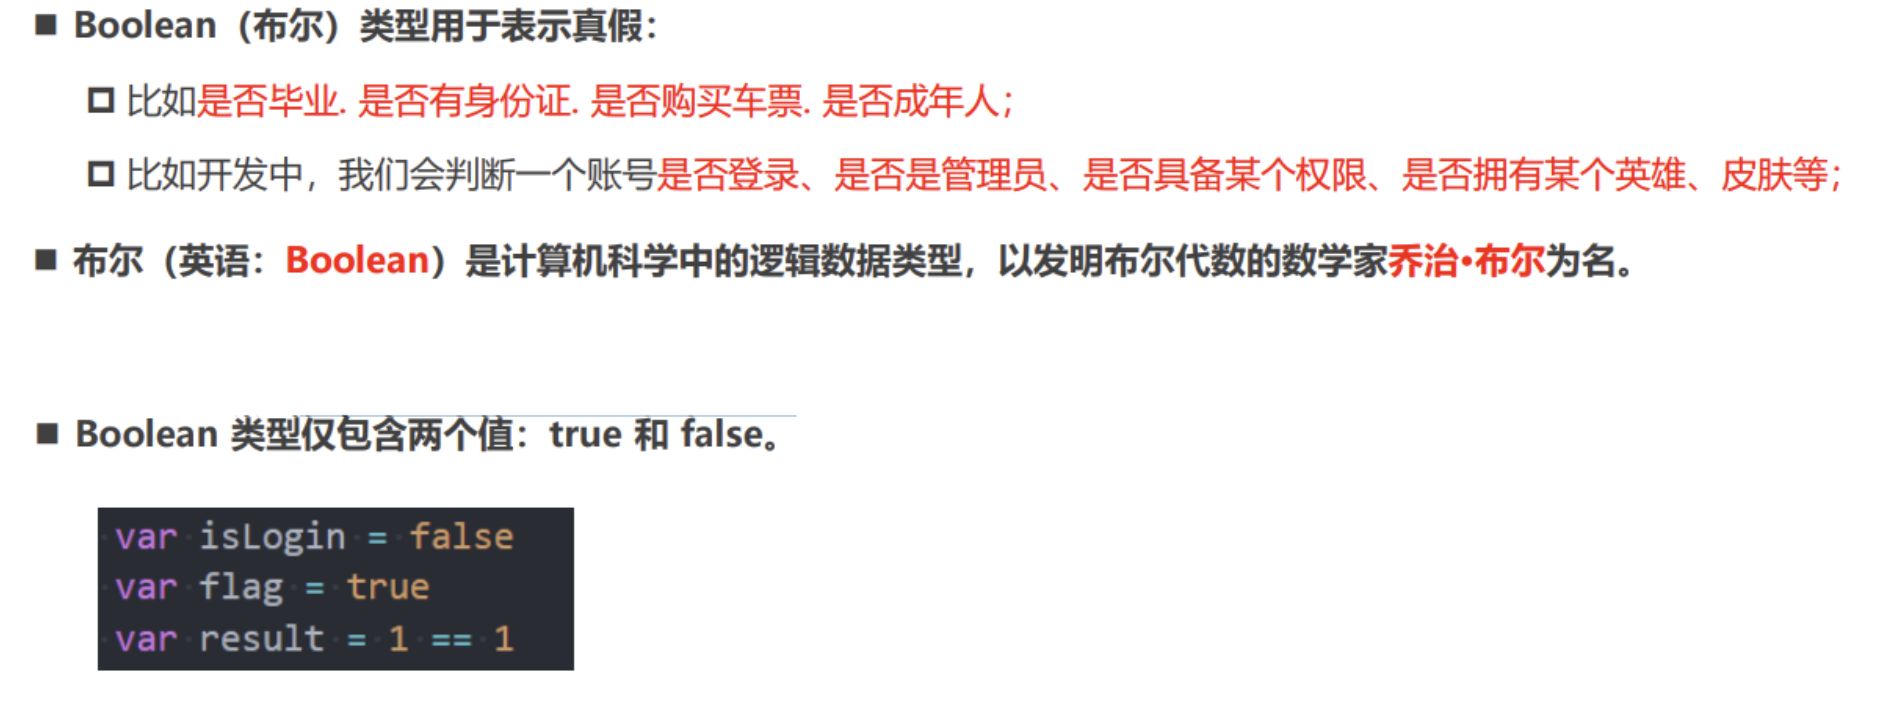 ■ Boolean（布尔）类型用于表示真假：
比如是否毕业. 是否有身份证. 是否购买车票. 是否成年人；
比如开发中，我们会判断一个账号是否登录、是否是管理员、是否具备某个权限、是否拥有某个英雄、皮肤等；
■ 布尔（英语：Boolean）是计算机科学中的逻辑数据类型，以发明布尔代数的数学家乔治•布尔为名。
■ Boolean 类型仅包含两个值：true 和 false。
var isLogin = false
var flag = true
var result = 1 == 1